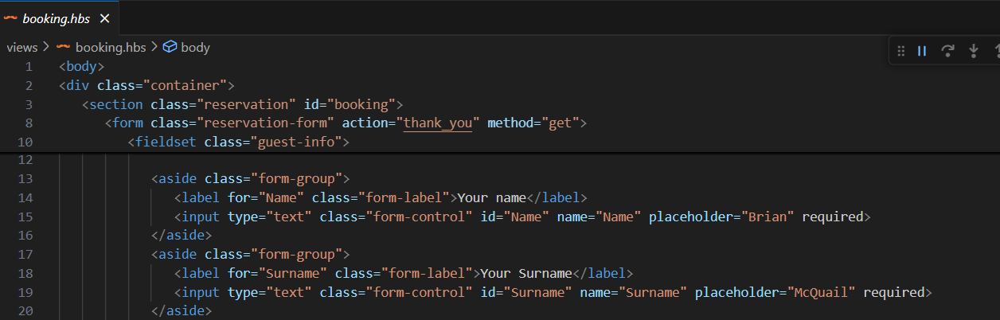 booking.hbs
views > booking.hbs > body
1 <body>
2 <div class="container">
3 <section class="reservation" id="booking">
8 <form class="reservation-form" action="thank_you" method="get">
10 <fieldset class="guest-info">
12
13 <aside class="form-group">
14 <label for="Name" class="form-label">Your name</label>
15 <input type="text" class="form-control" id="Name" name="Name" placeholder="Brian" required>
16 </aside>
17 <aside class="form-group">
18 <label for="Surname" class="form-label">Your Surname</label>
19 <input type="text" class="form-control" id="Surname" name="Surname" placeholder="McQuail" required>
20 </aside>